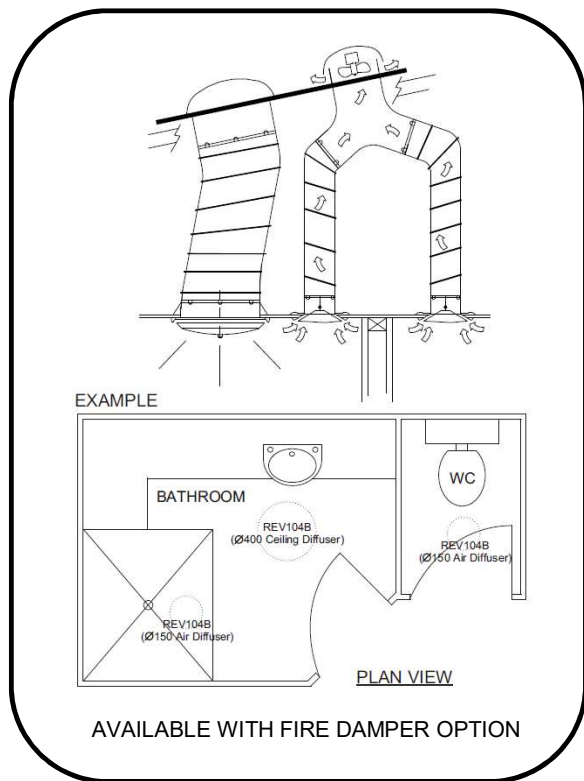 EXAMPLE
WC
BATHROOM
REV104B
(Ø400 Ceiling Diffuser)
REV104B
(Ø150 Air Diffuser)
REV104B
(Ø150 Air Diffuser)
PLAN VIEW
AVAILABLE WITH FIRE DAMPER OPTION